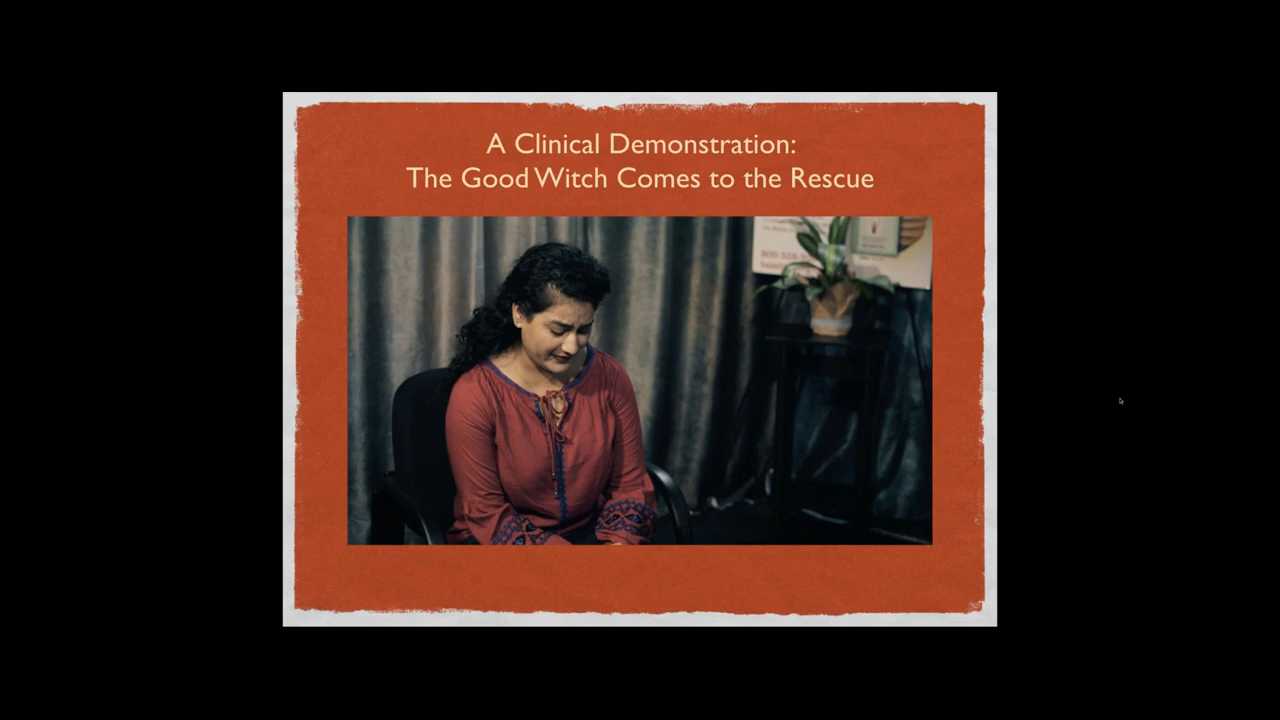 A Clinical Demonstration:
The Good Witch Comes to the Rescue